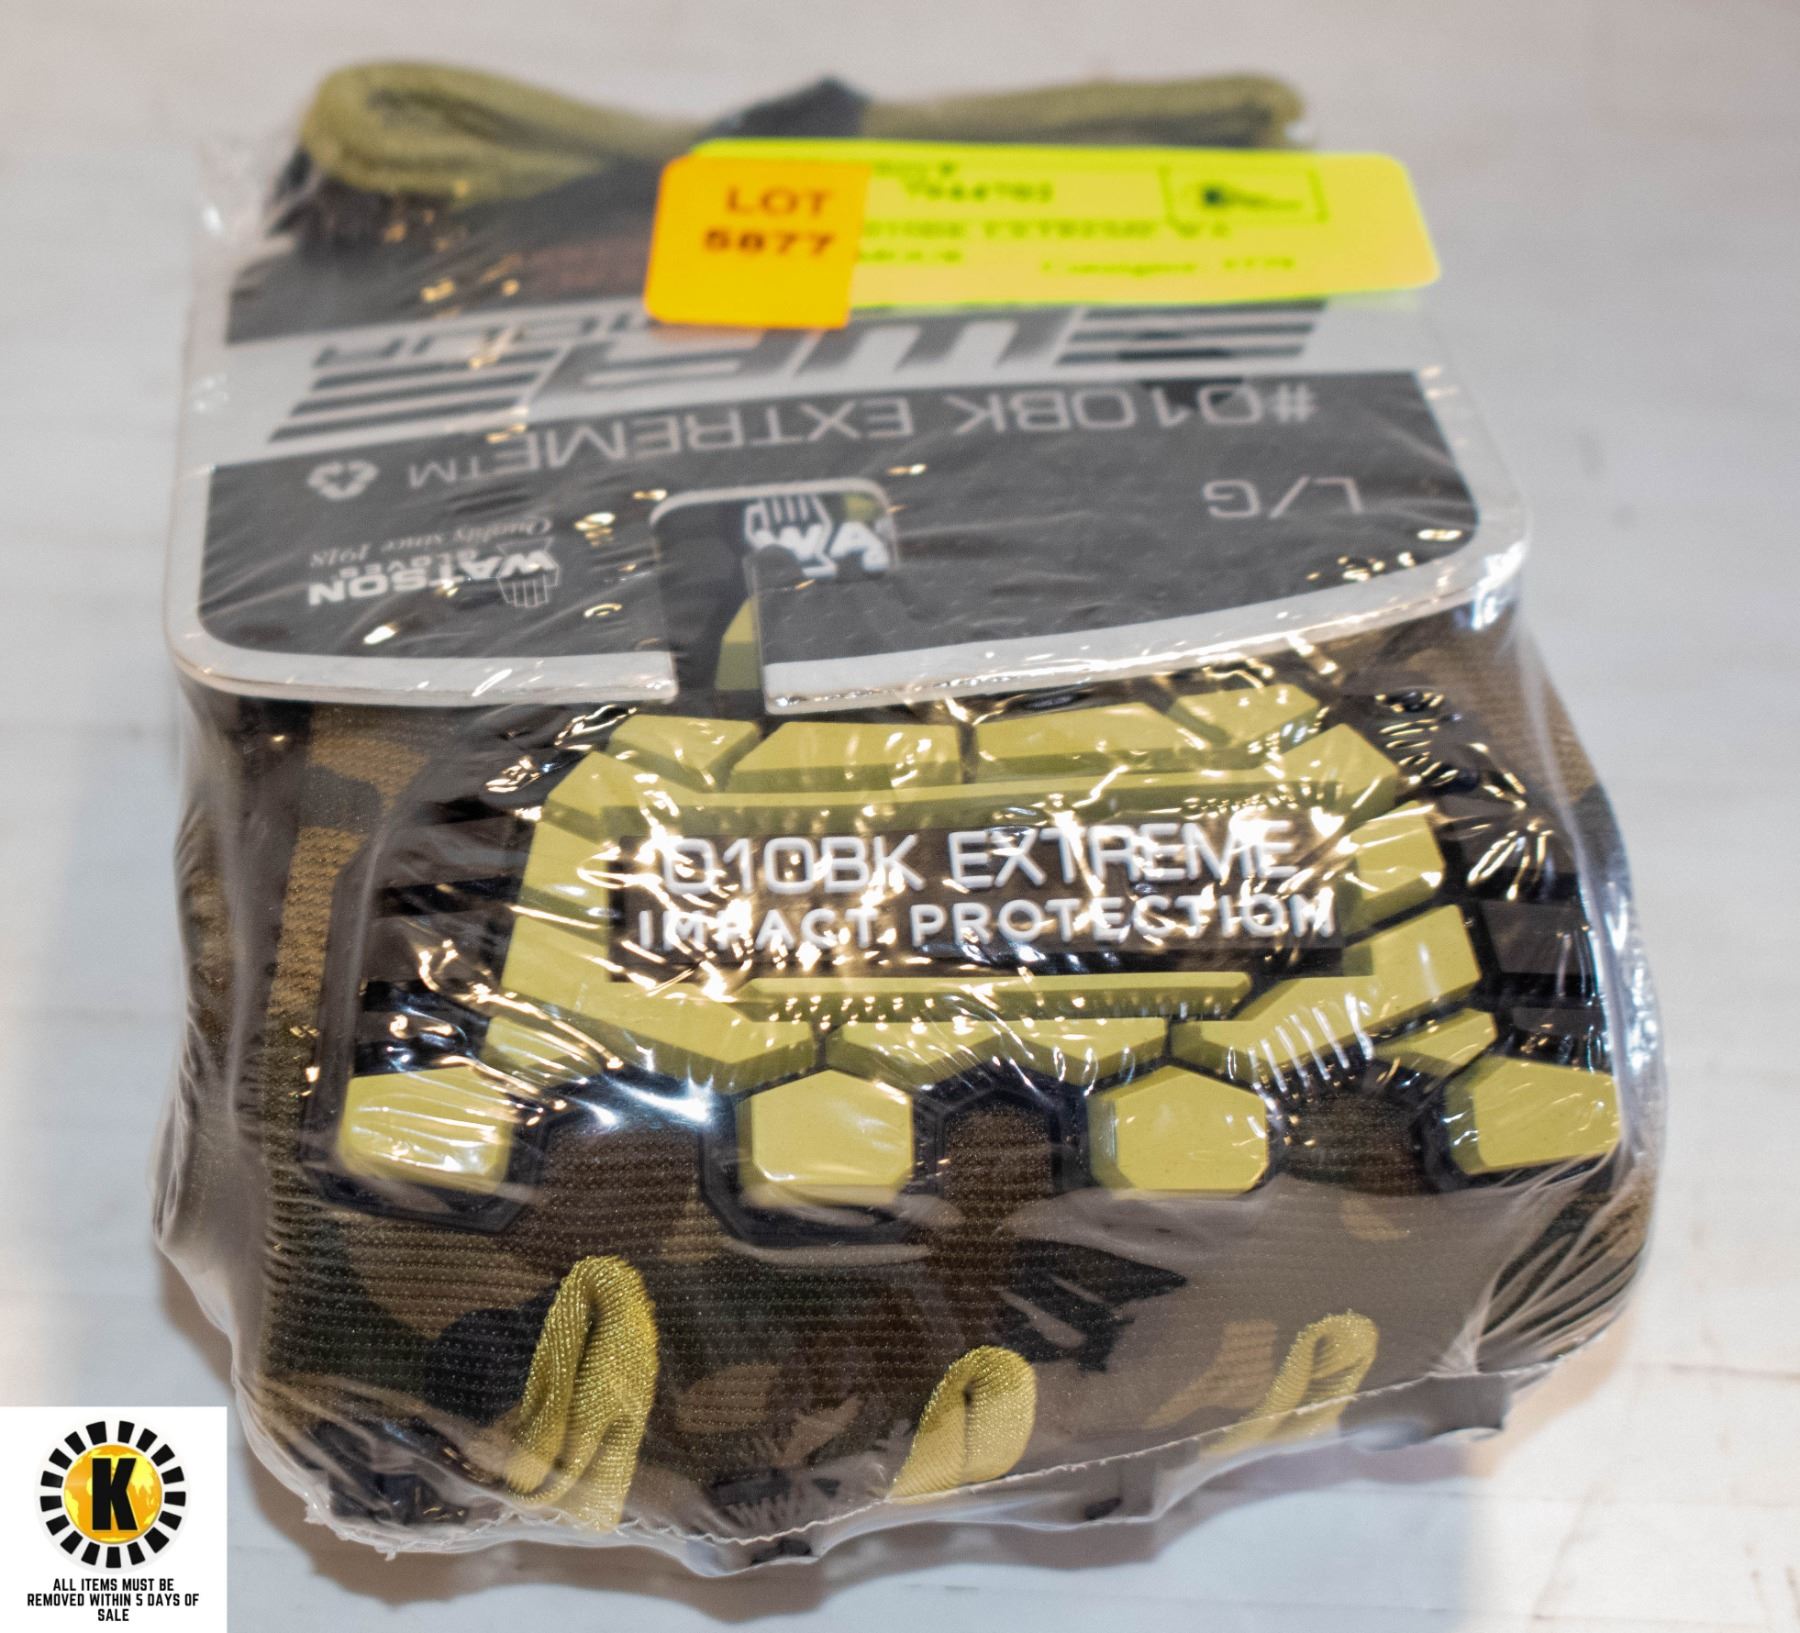 LOT
5877
#010BK EXTREME™
L/G
WATSON
GLOVES
Quality since 1918
WA
010BK EXTREME
IMPACT PROTECTION
K
ALL ITEMS MUST BE
REMOVED WITHIN 5 DAYS OF
SALE